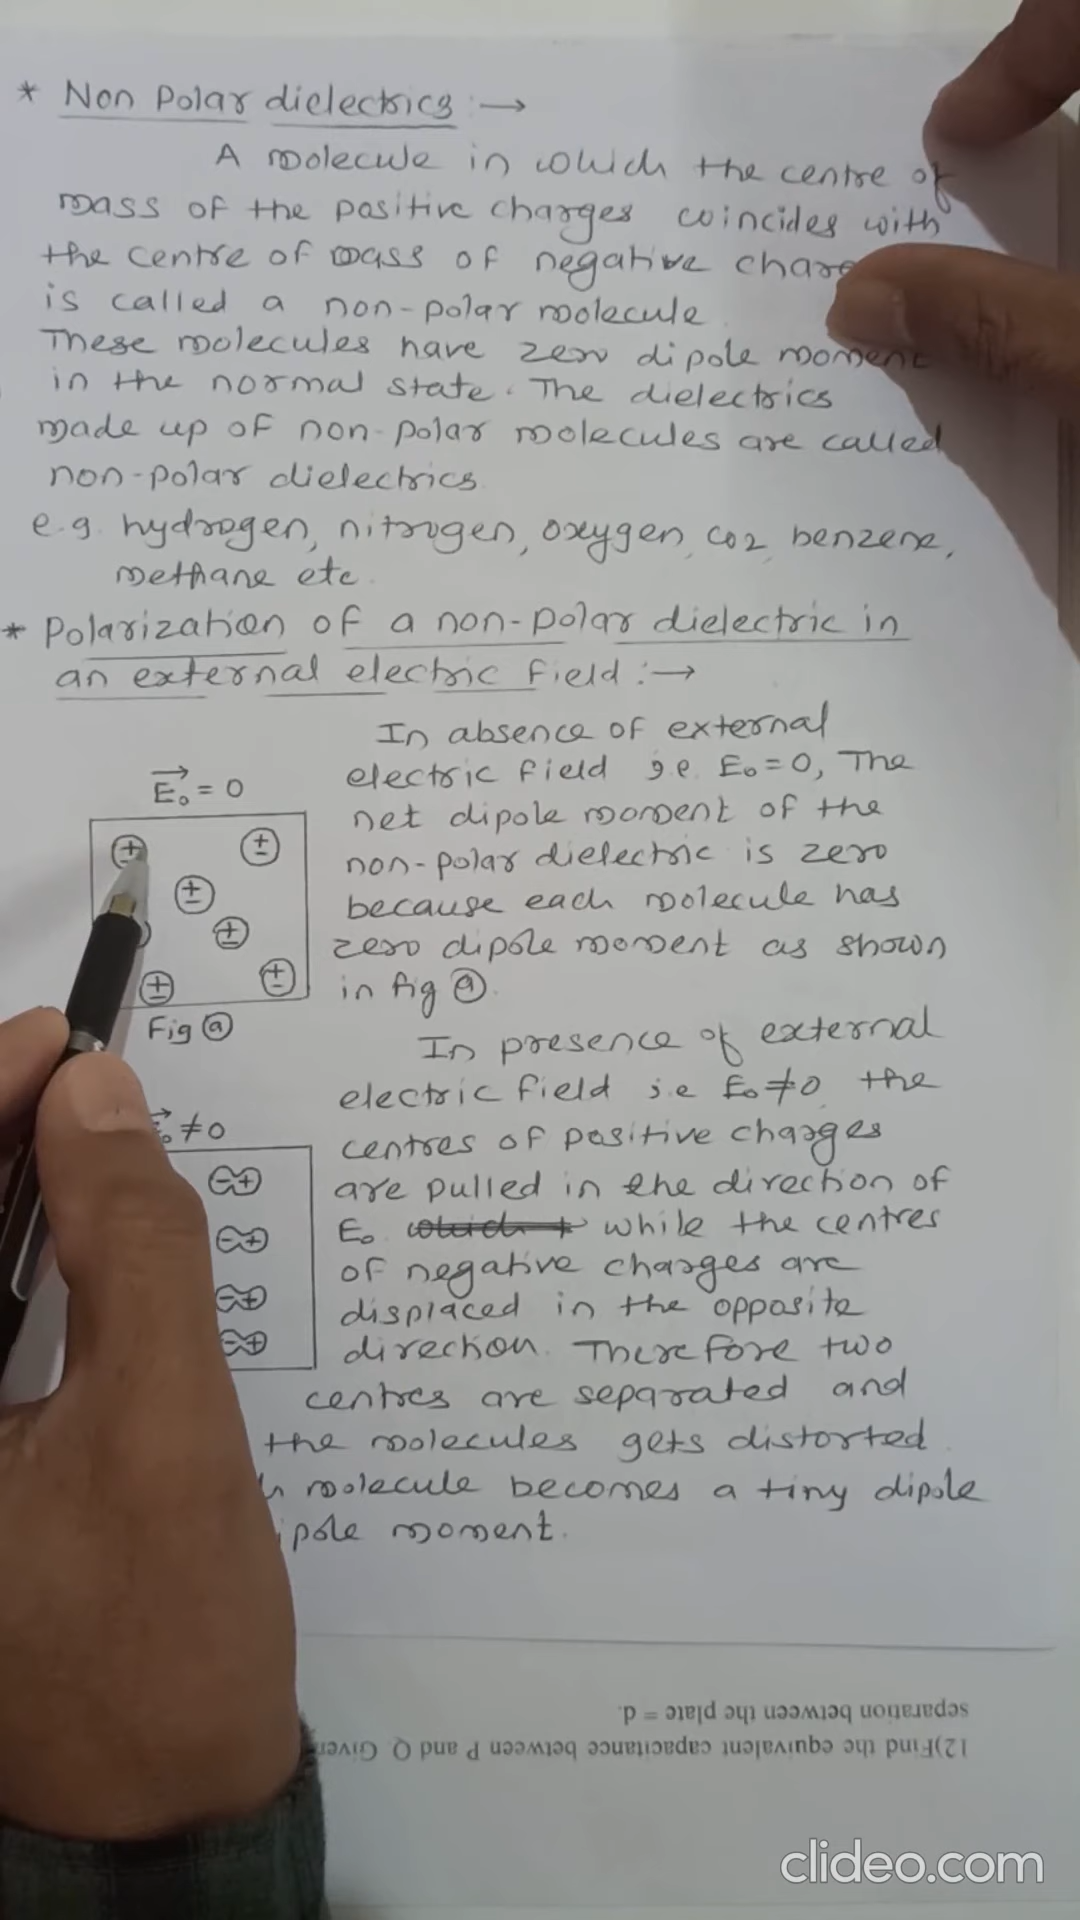 * Non Polar dielectrics :→
A molecule in which the centre of
mass of the positive charges coincides with
the centre of mass of negative
is called a non-polar molecule
These molecules have zero dipole moment
in the normal state. The dielectrics
made up of non-polar molecules are called
non-polar dielectrics
e.g. hydrogen, nitrogen, oxygen, co2, benzene,
methane etc.
* Polarization of a non-polar dielectric in
an external electric field :→
In absence of external
electric field i.e. E₀ = 0, The
net dipole moment of the
non-polar dielectric is zero
because each molecule has
zero dipole moment as shown
in fig ⓐ.
E₀ = 0
+ ±
±
±
± ±
Fig ⓐ
In presence of external
electric field i.e E₀ ≠ 0, the
centres of positive charges
are pulled in the direction of
E₀ while the centres
of negative charges are
displaced in the opposite
direction. Therefore two
centres are separated and
the molecules gets distorted
molecule becomes a tiny dipole
moment.
≠ 0
- +
- +
- +
- +
12)Find the equivalent capacitance between P and Q. Given
separation between the plate = d.
clideo.com